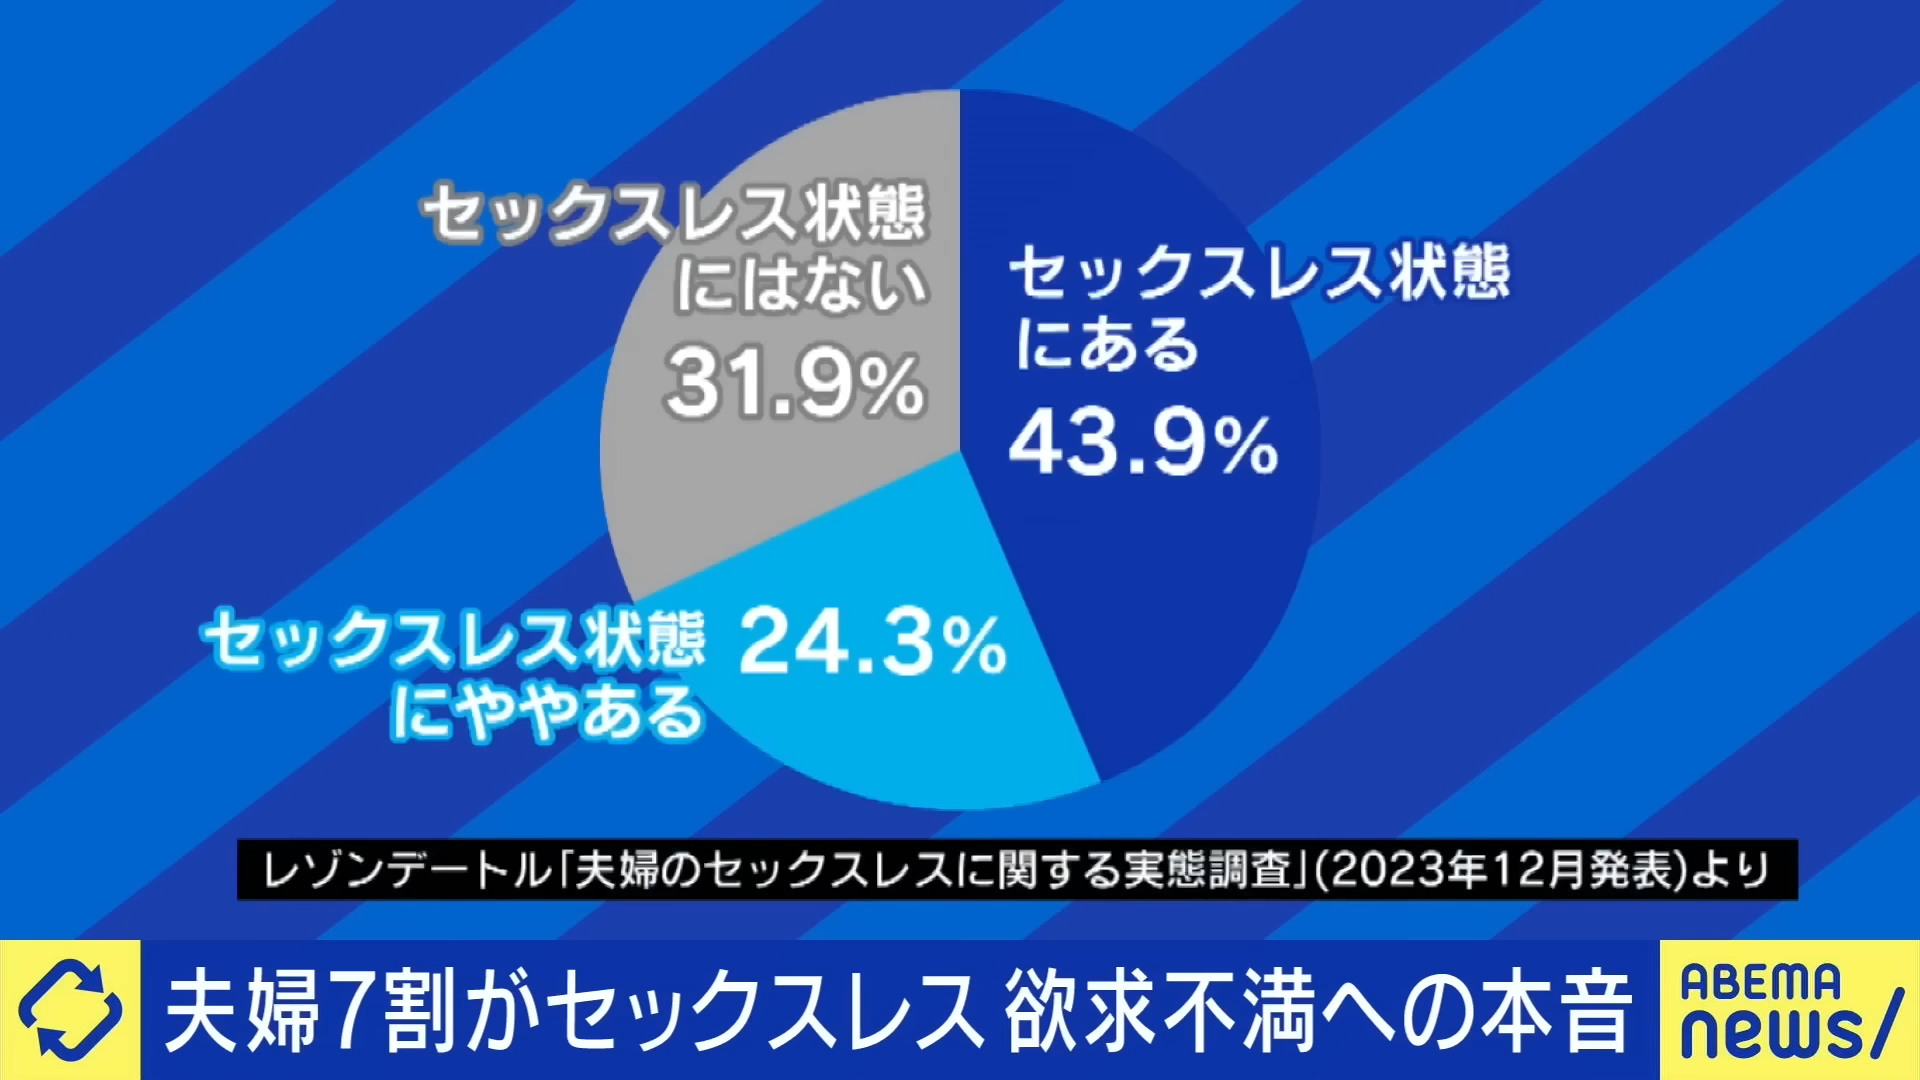 セックスレス状態
にはない
31.9%
セックスレス状態
にある
43.9%
セックスレス状態
にややある
24.3%
レゾンデートル「夫婦のセックスレスに関する実態調査」(2023年12月発表)より
夫婦7割がセックスレス 欲求不満への本音
ABEMA
news/